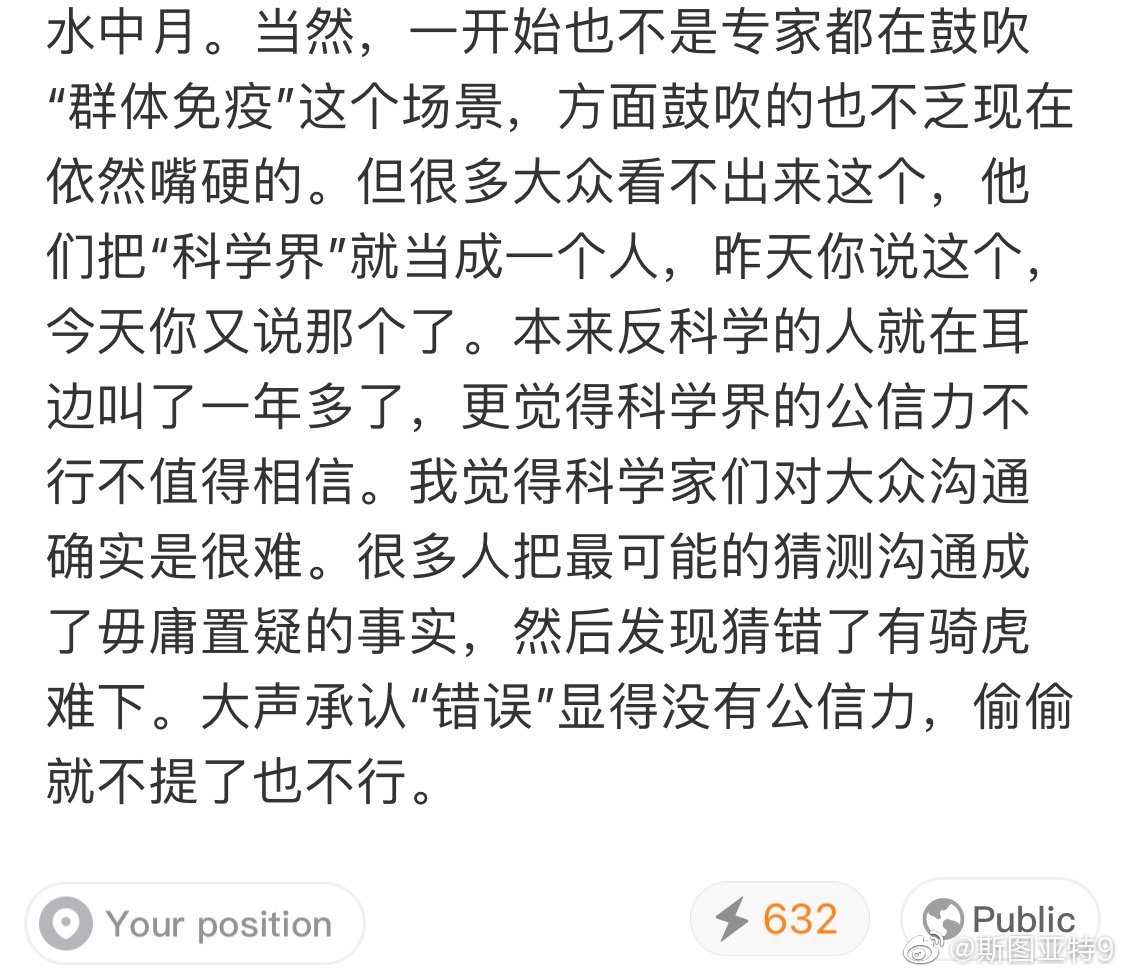 水中月。当然，一开始也不是专家都在鼓吹
“群体免疫”这个场景，方面鼓吹的也不乏现在
依然嘴硬的。但很多大众看不出来这个，他
们把“科学界”就当成一个人，昨天你说这个，
今天你又说那个了。本来反科学的人就在耳
边叫了一年多了，更觉得科学界的公信力不
行不值得相信。我觉得科学家们对大众沟通
确实是很难。很多人把最可能的猜测沟通成
了毋庸置疑的事实，然后发现猜错了有骑虎
难下。大声承认“错误”显得没有公信力，偷偷
就不提了也不行。
Your position
632
Public
@斯图亚特9